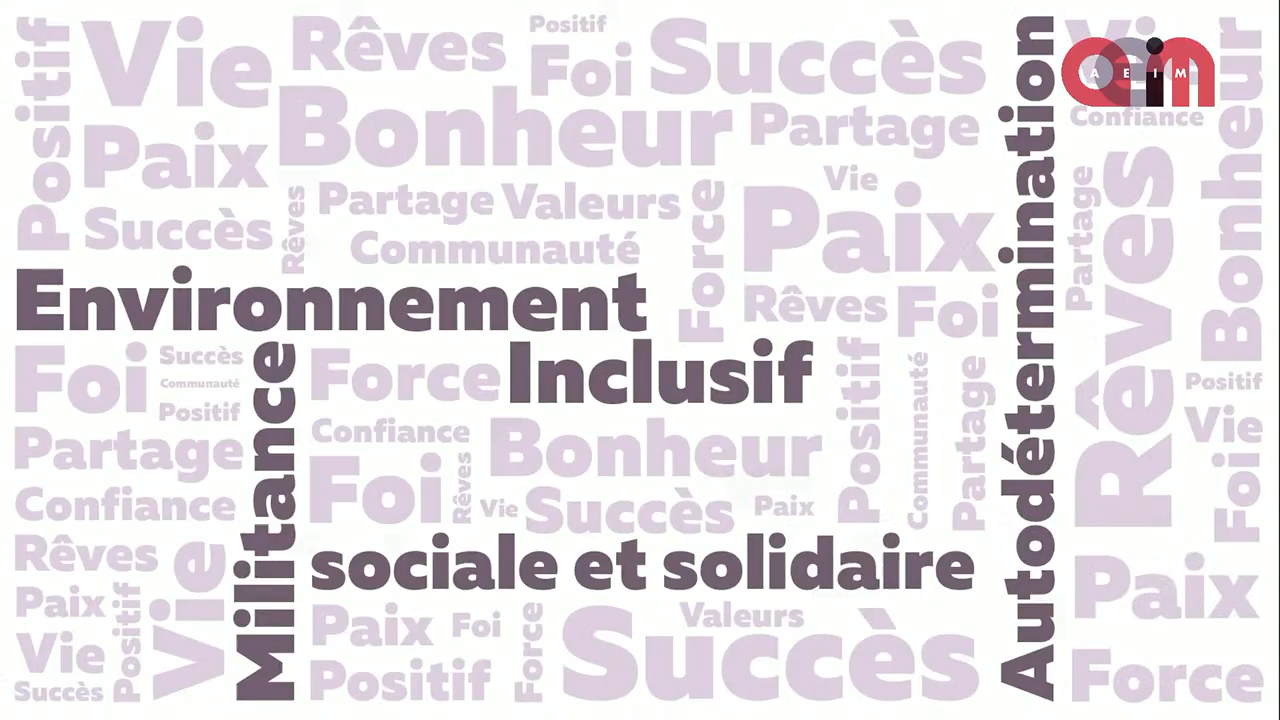 Positif
Vie
Rêves
Positif
Foi
Succès
Paix
Bonheur
Partage
Succès
Rêves
Partage Valeurs
Communauté
Force
Vie
Paix
Rêves
Foi
Autodétermination
AEIM
Confiance
Partage
Rêves
Bonheur
Environnement
Foi
Succès
Communauté
Positif
Militance
Force
Inclusif
Partage
Confiance
Confiance
Bonheur
Foi
Rêves
Vie
Succès
Paix
Positif
Communauté
Partage
Positif
Vie
Foi
Rêves
Vie
sociale et solidaire
Paix
Positif
Vie
Succès
Paix
Foi
Positif
Force
Valeurs
Succès
Paix
Force